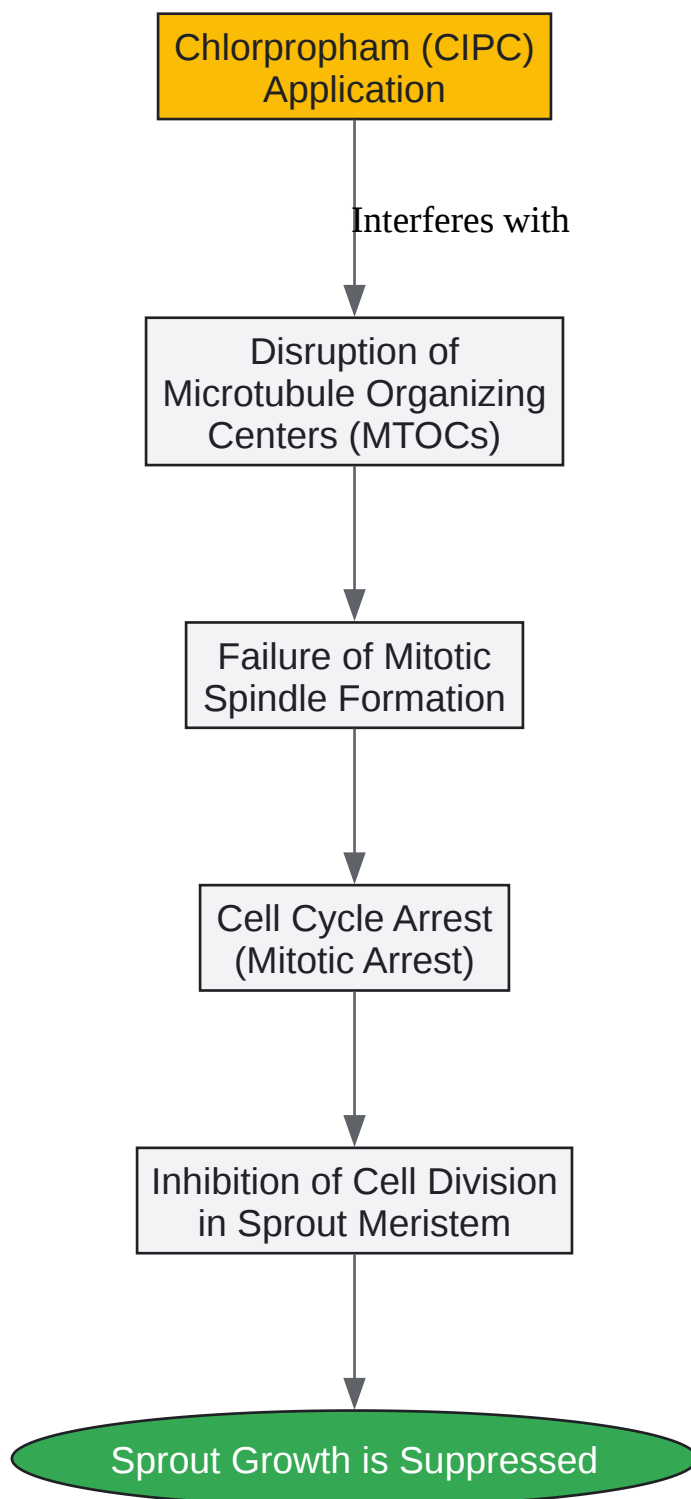 Chlorpropham (CIPC)
Application
Interferes with
Disruption of
Microtubule Organizing
Centers (MTOCs)
Failure of Mitotic
Spindle Formation
Cell Cycle Arrest
(Mitotic Arrest)
Inhibition of Cell Division
in Sprout Meristem
Sprout Growth is Suppressed